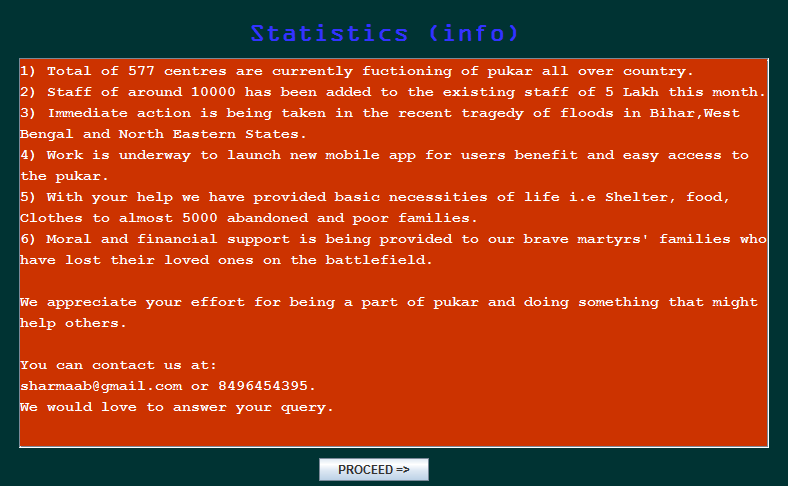 Statistics (info)
1) Total of 577 centres are currently fuctioning of pukar all over country.
2) Staff of around 10000 has been added to the existing staff of 5 Lakh this month.
3) Immediate action is being taken in the recent tragedy of floods in Bihar,West
Bengal and North Eastern States.
4) Work is underway to launch new mobile app for users benefit and easy access to
the pukar.
5) With your help we have provided basic necessities of life i.e Shelter, food,
Clothes to almost 5000 abandoned and poor families.
6) Moral and financial support is being provided to our brave martyrs' families who
have lost their loved ones on the battlefield.
We appreciate your effort for being a part of pukar and doing something that might
help others.
You can contact us at:
sharmaab@gmail.com or 8496454395.
We would love to answer your query.
PROCEED =>